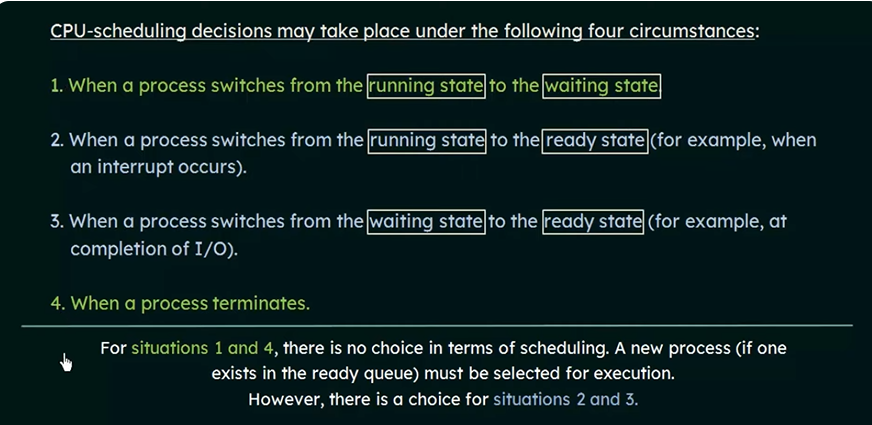 CPU-scheduling decisions may take place under the following four circumstances:
1. When a process switches from the running state to the waiting state.
2. When a process switches from the running state to the ready state (for example, when
an interrupt occurs).
3. When a process switches from the waiting state to the ready state (for example, at
completion of I/O).
4. When a process terminates.
For situations 1 and 4, there is no choice in terms of scheduling. A new process (if one
exists in the ready queue) must be selected for execution.
However, there is a choice for situations 2 and 3.